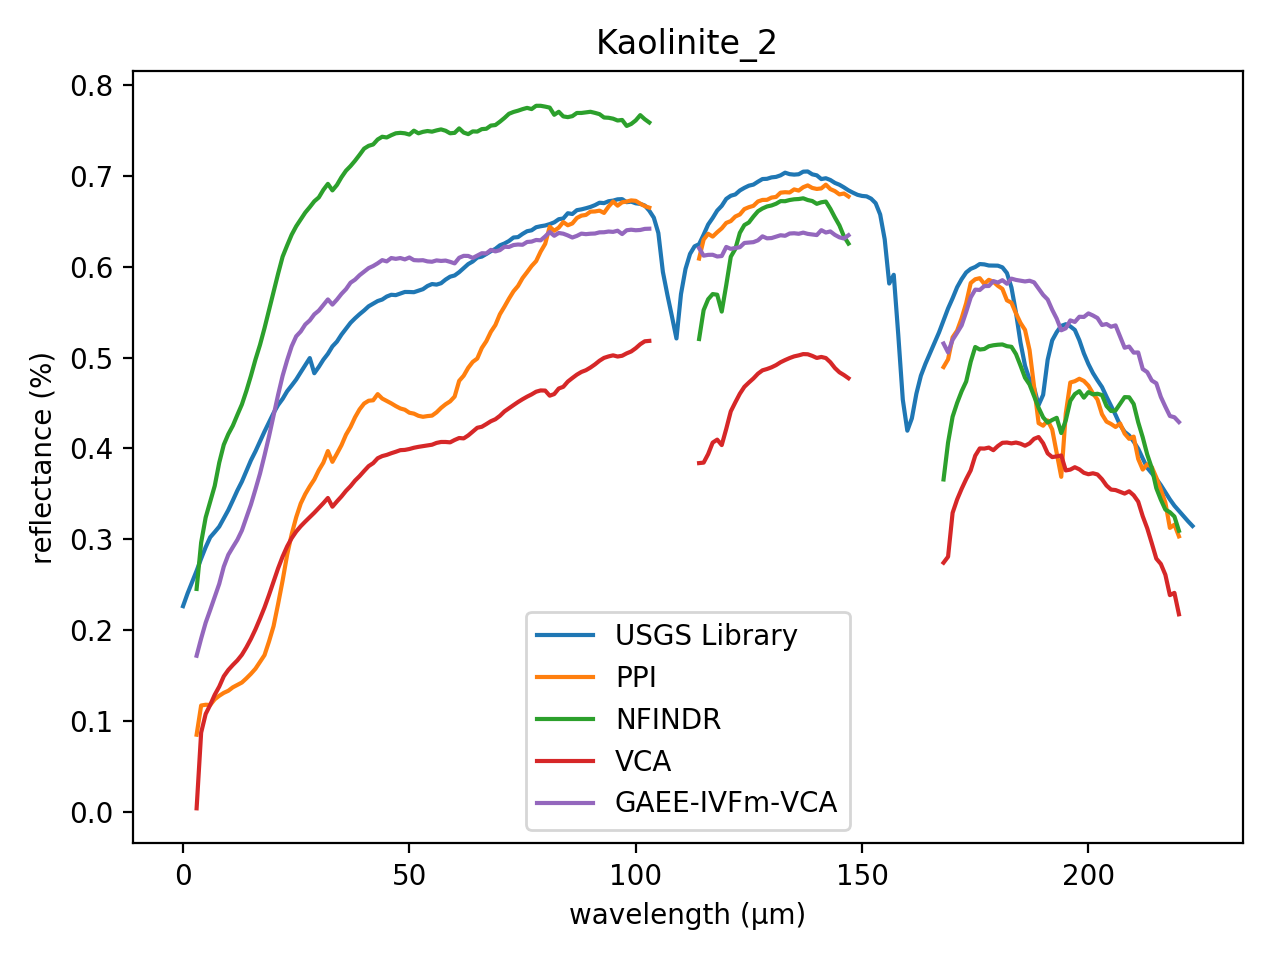 Kaolinite_2
0.8
0.7
0.6
0.5
0.4
0.3
0.2
0.1
0.0
reflectance (%)
USGS Library
PPI
NFINDR
VCA
GAEE-IVFm-VCA
0 50 100 150 200
wavelength (μm)